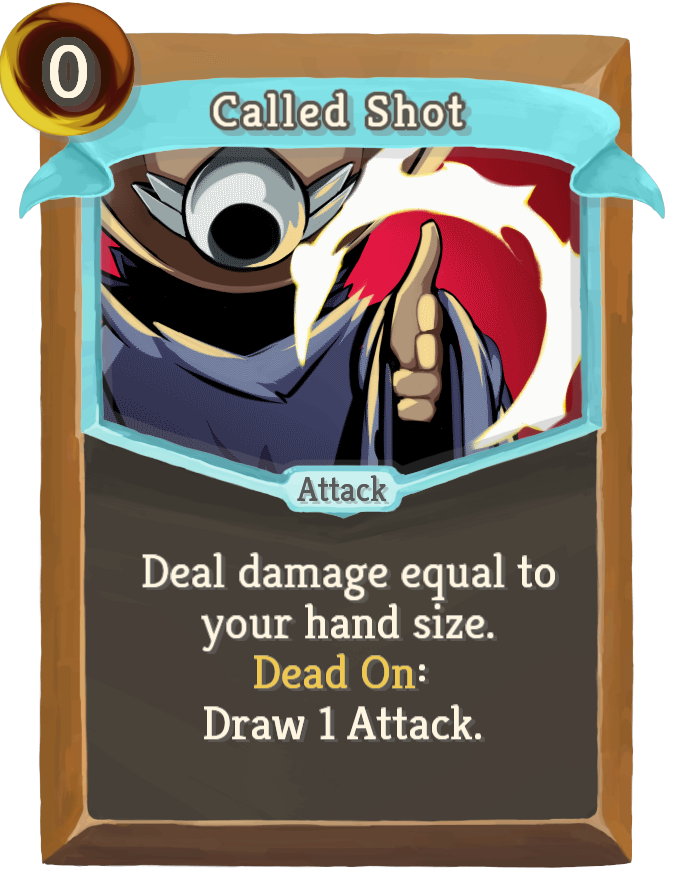 0
Called Shot
Attack
Deal damage equal to
your hand size.
Dead On:
Draw 1 Attack.